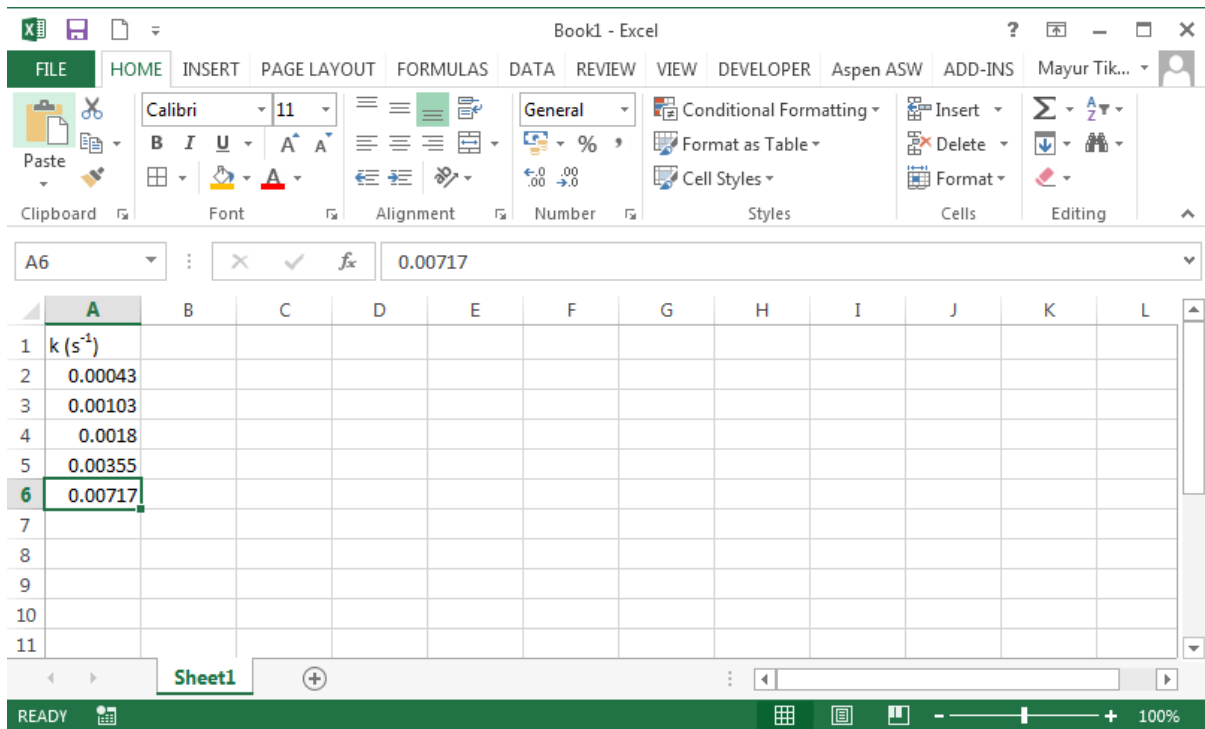 Book1 - Excel
FILE HOME INSERT PAGE LAYOUT FORMULAS DATA REVIEW VIEW DEVELOPER Apsen ASW ADD-INS Mayur Tik...
Calibri 11 General Conditional Formatting Insert
Paste B I U A A % , Format as Table Delete
A Cell Styles Format
Clipboard Font Alignment Number Styles Cells Editing
A6 fx 0.00717
A B C D E F G H I J K L
1 k (s⁻¹)
2 0.00043
3 0.00103
4 0.0018
5 0.00355
6 0.00717
7
8
9
10
11
Sheet1
READY 100%